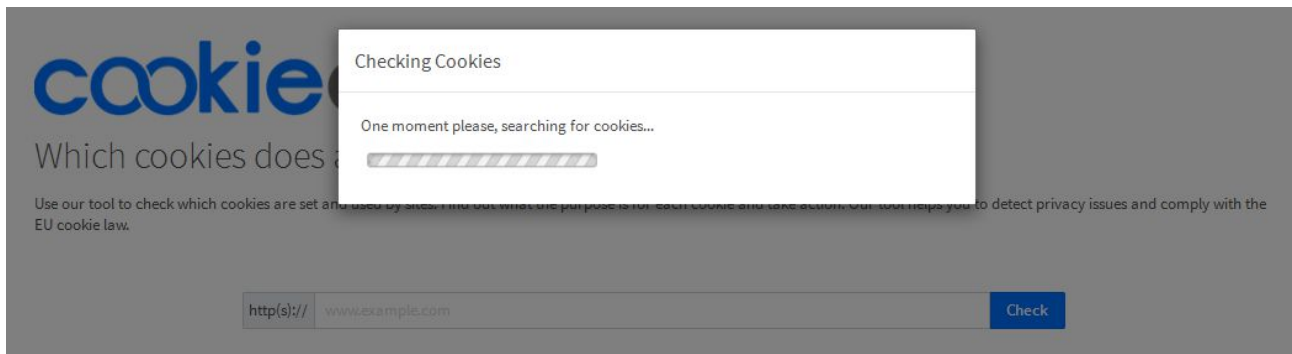 cookie
Checking Cookies
One moment please, searching for cookies...
Which cookies does
Use our tool to check which cookies are set and used by sites. Find out what the purpose is for each cookie and take action. Our tool helps you to detect privacy issues and comply with the
EU cookie law.
http(s):// www.example.com Check